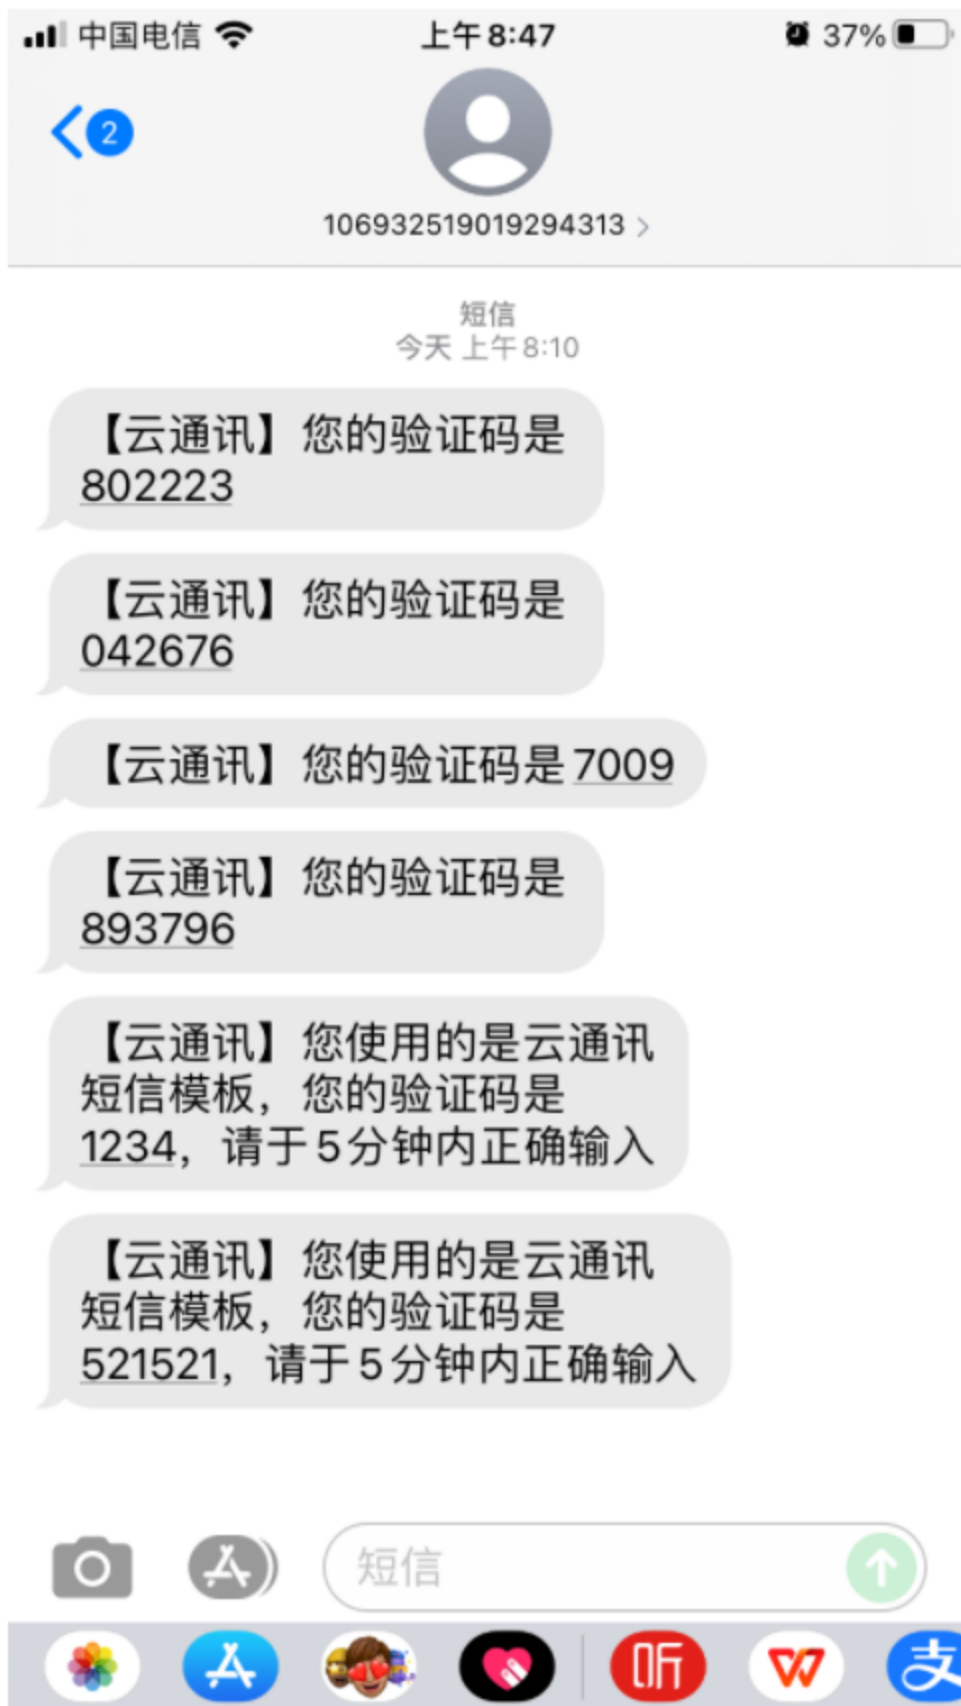 中国电信
上午8:47
37%
2
106932519019294313
短信
今天 上午8:10
【云通讯】您的验证码是
802223
【云通讯】您的验证码是
042676
【云通讯】您的验证码是7009
【云通讯】您的验证码是
893796
【云通讯】您使用的是云通讯
短信模板，您的验证码是
1234，请于5分钟内正确输入
【云通讯】您使用的是云通讯
短信模板，您的验证码是
521521，请于5分钟内正确输入
短信
听
支